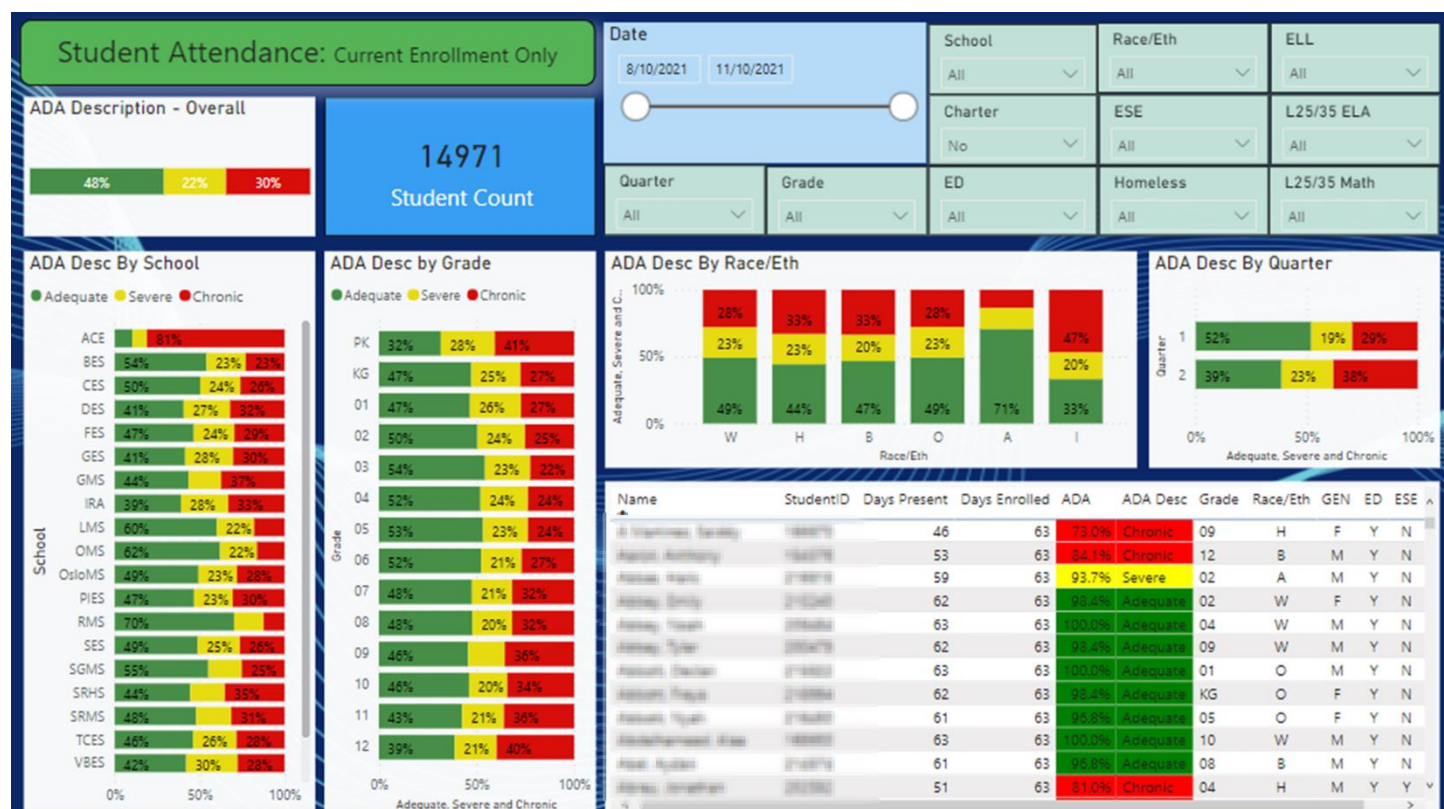 Student Attendance: Current Enrollment Only
Date
8/10/2021 11/10/2021
School
All
Race/Eth
All
ELL
All
Charter
No
ESE
All
L25/35 ELA
All
Quarter
All
Grade
All
ED
All
Homeless
All
L25/35 Math
All
ADA Description - Overall
48% 22% 30%
14971
Student Count
ADA Desc By School
Adequate Severe Chronic
School
ACE 81%
BES 54% 23% 23%
CES 50% 24% 26%
DES 41% 27% 32%
FES 47% 24% 29%
GES 41% 28% 30%
GMS 44% 37%
IRA 39% 28% 33%
LMS 60% 22%
OMS 62% 22%
OsloMS 49% 23% 28%
PIES 47% 23% 30%
RMS 70%
SES 49% 25% 26%
SGMS 55% 25%
SRHS 44% 35%
SRMS 48% 31%
TCES 46% 26% 28%
VBES 42% 30% 28%
0% 50% 100%
ADA Desc by Grade
Adequate Severe Chronic
Grade
PK 32% 28% 41%
KG 47% 25% 27%
01 47% 26% 27%
02 50% 24% 25%
03 54% 23% 22%
04 52% 24% 24%
05 53% 23% 24%
06 52% 21% 27%
07 48% 21% 32%
08 48% 20% 32%
09 46% 36%
10 46% 20% 34%
11 43% 21% 36%
12 39% 21% 40%
0% 50% 100%
Adequate, Severe and Chronic
ADA Desc By Race/Eth
Adequate, Severe and C...
100%
28% 33% 33% 28% 47%
50%
23% 23% 20% 23% 20%
49% 44% 47% 49% 71% 33%
0%
W H B O A I
Race/Eth
ADA Desc By Quarter
Quarter
1 52% 19% 29%
2 39% 23% 38%
0% 50% 100%
Adequate, Severe and Chronic
Name StudentID Days Present Days Enrolled ADA ADA Desc Grade Race/Eth GEN ED ESE
46 63 73.0% Chronic 09 H F Y N
53 63 84.1% Chronic 12 B M Y N
59 63 93.7% Severe 02 A M Y N
62 63 98.4% Adequate 02 W F Y N
63 63 100.0% Adequate 04 W M Y N
62 63 98.4% Adequate 09 W M Y N
63 63 100.0% Adequate 01 O M Y N
62 63 98.4% Adequate KG O F Y N
61 63 96.8% Adequate 05 O F Y N
63 63 100.0% Adequate 10 W M Y N
61 63 96.8% Adequate 08 B M Y N
51 63 81.0% Chronic 04 H M Y Y